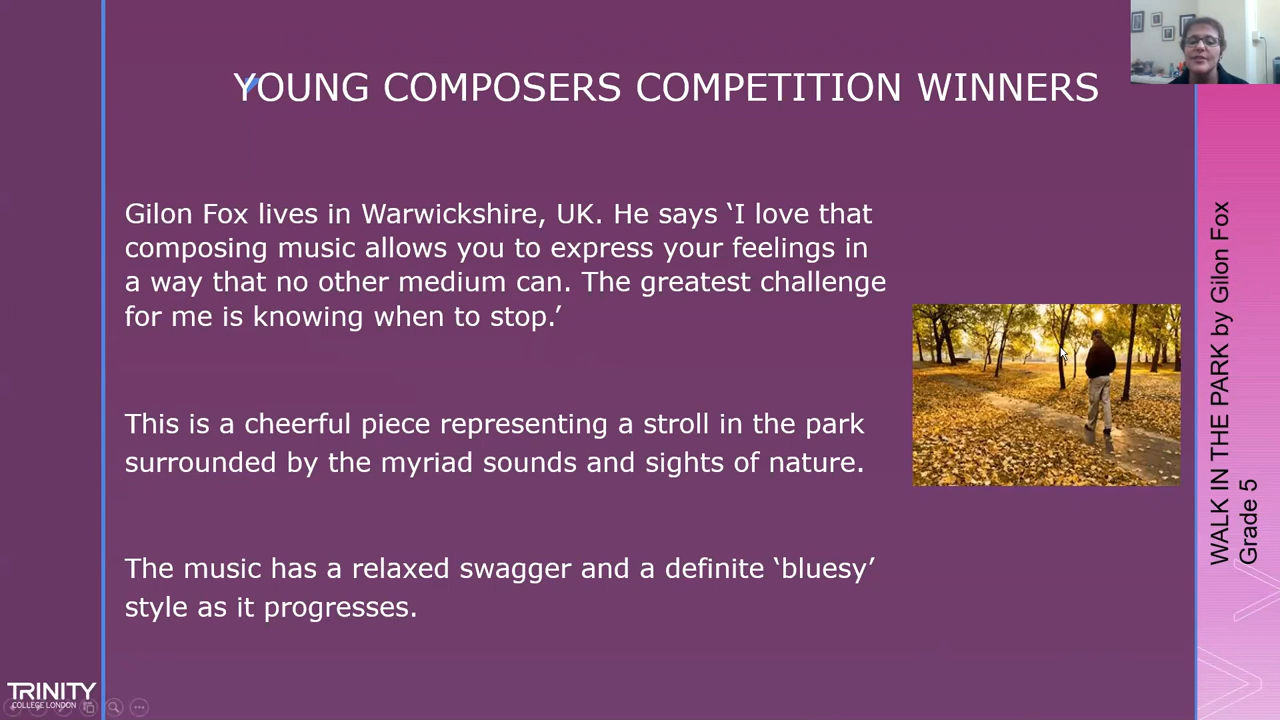 YOUNG COMPOSERS COMPETITION WINNERS
Gilon Fox lives in Warwickshire, UK. He says ‘I love that
composing music allows you to express your feelings in
a way that no other medium can. The greatest challenge
for me is knowing when to stop.’
This is a cheerful piece representing a stroll in the park
surrounded by the myriad sounds and sights of nature.
The music has a relaxed swagger and a definite ‘bluesy’
style as it progresses.
WALK IN THE PARK by Gilon Fox
Grade 5
TRINITY
COLLEGE LONDON